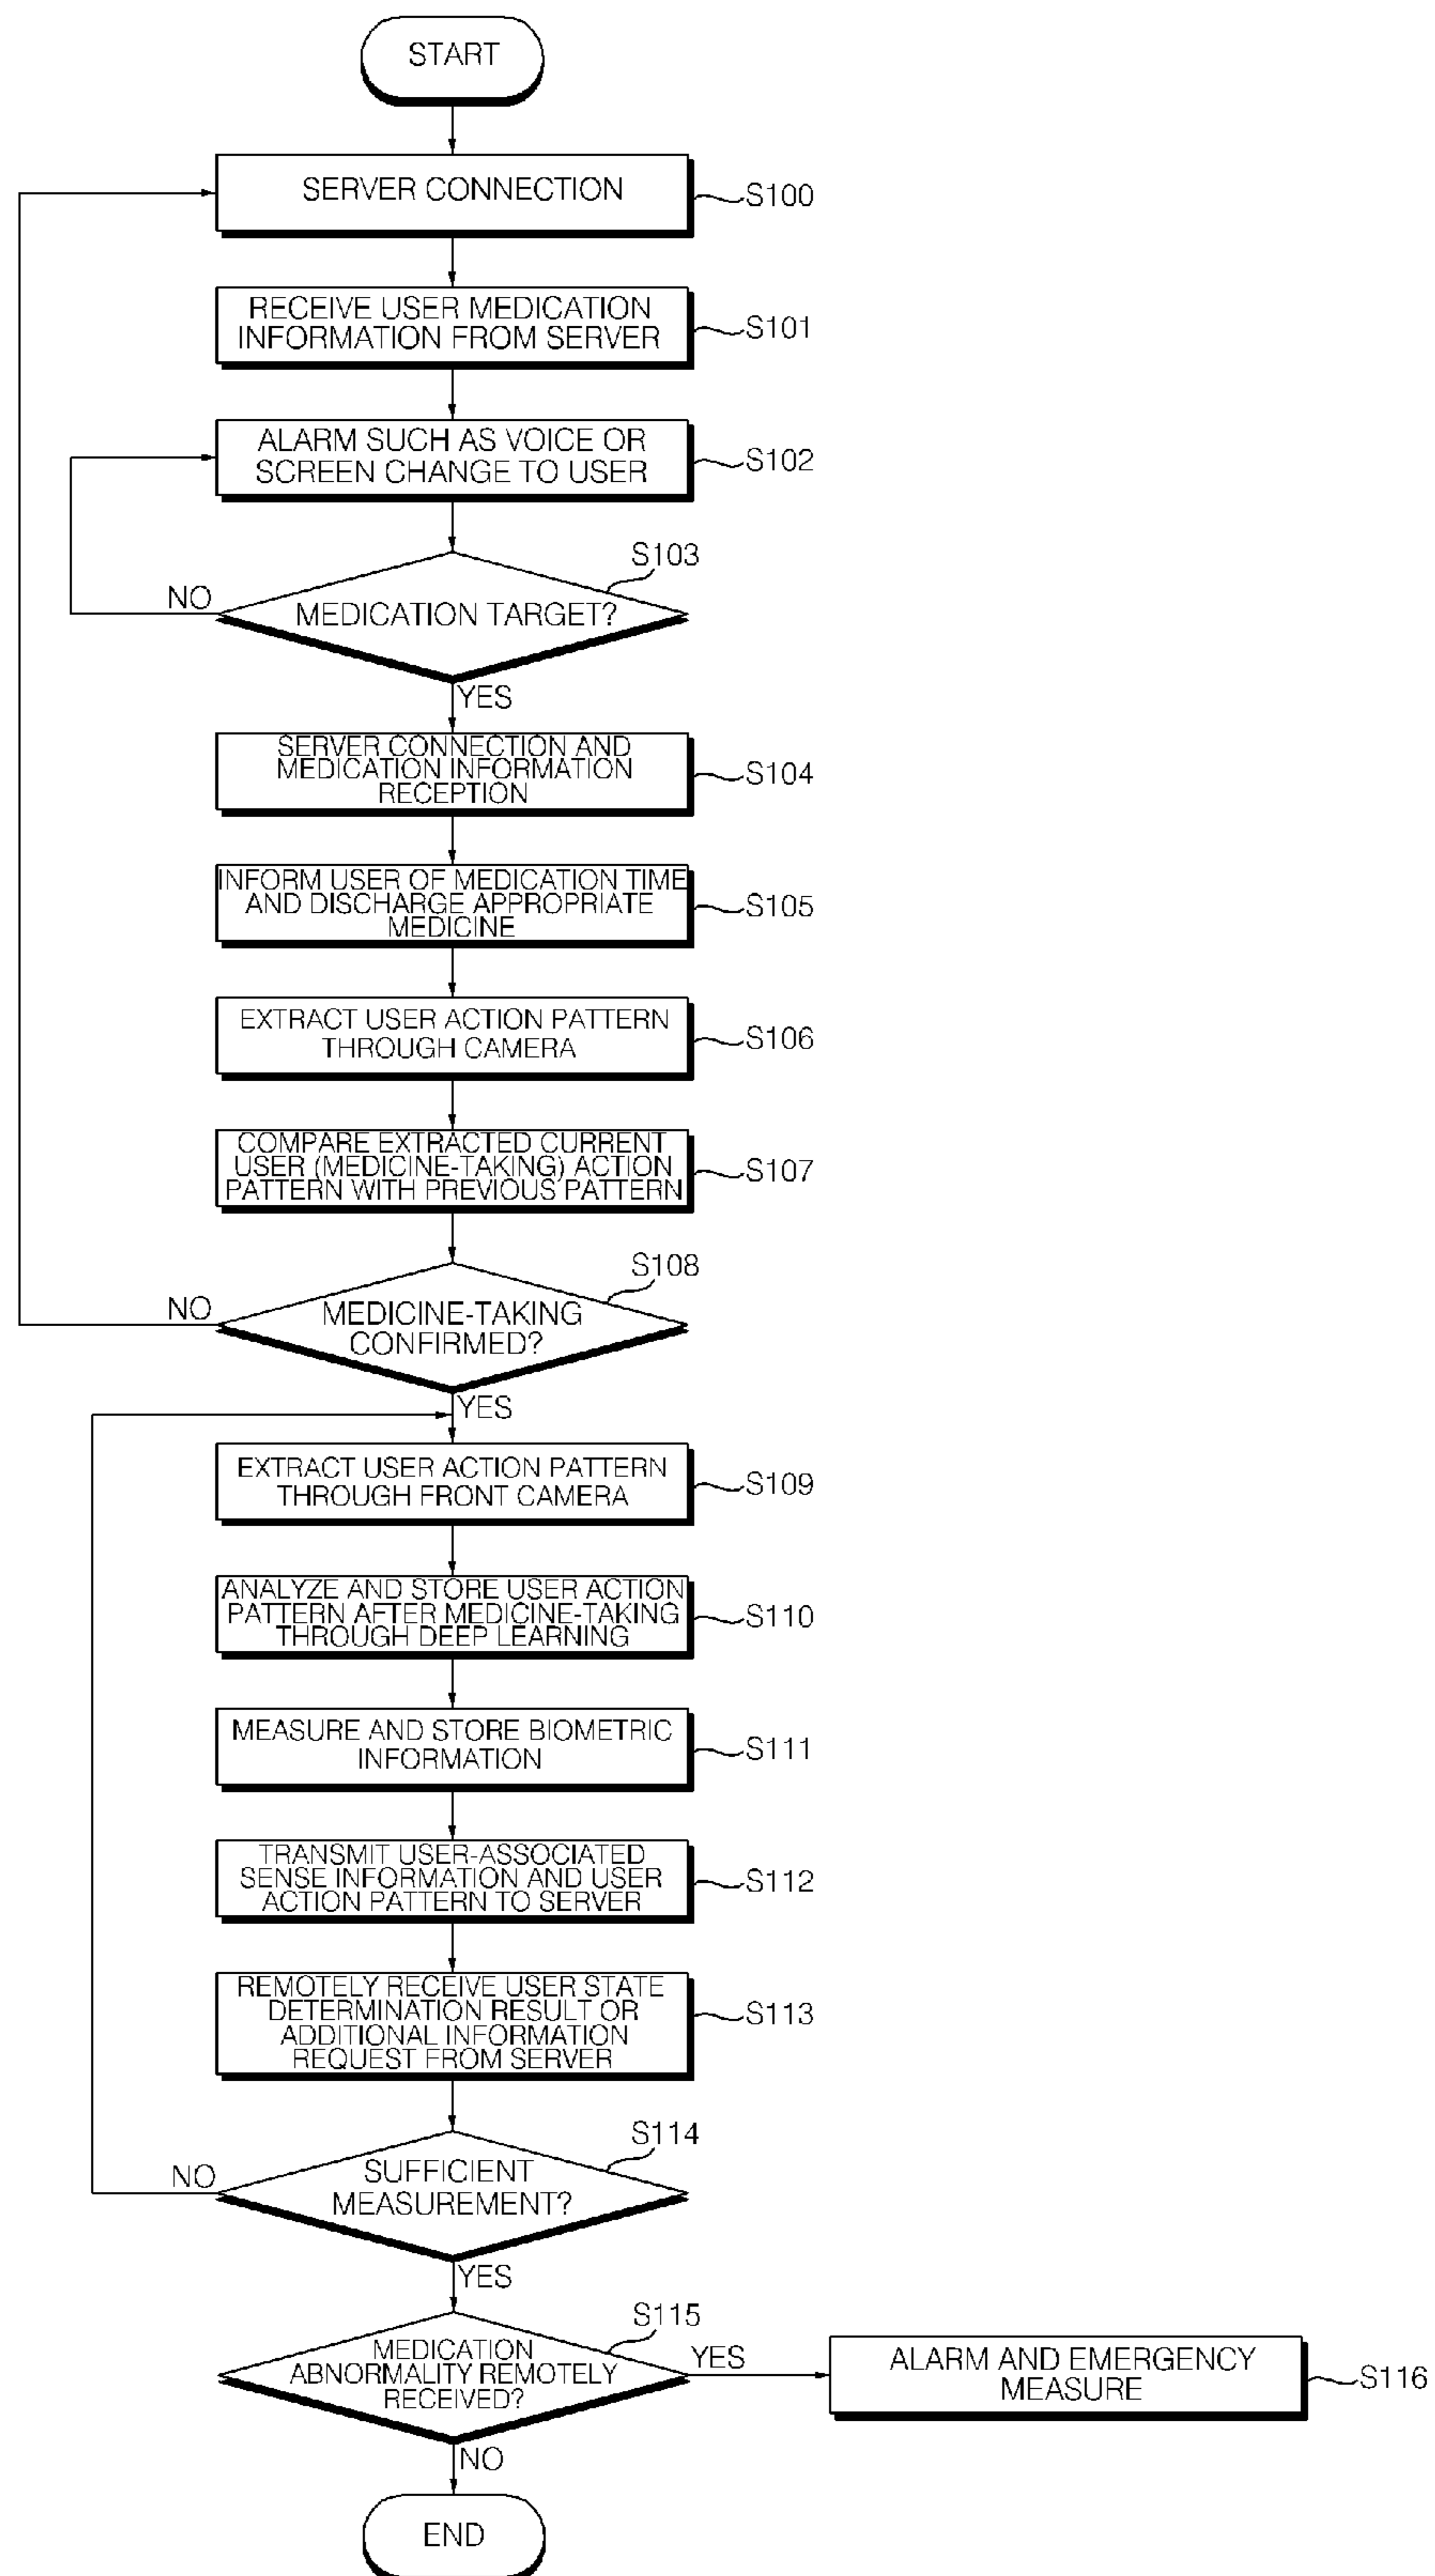 START
SERVER CONNECTION
S100
RECEIVE USER MEDICATION
INFORMATION FROM SERVER
S101
ALARM SUCH AS VOICE OR
SCREEN CHANGE TO USER
S102
S103
NO
MEDICATION TARGET?
YES
SERVER CONNECTION AND
MEDICATION INFORMATION
RECEPTION
S104
INFORM USER OF MEDICATION TIME
AND DISCHARGE APPROPRIATE
MEDICINE
S105
EXTRACT USER ACTION PATTERN
THROUGH CAMERA
S106
COMPARE EXTRACTED CURRENT
USER (MEDICINE-TAKING) ACTION
PATTERN WITH PREVIOUS PATTERN
S107
S108
NO
MEDICINE-TAKING
CONFIRMED?
YES
EXTRACT USER ACTION PATTERN
THROUGH FRONT CAMERA
S109
ANALYZE AND STORE USER ACTION
PATTERN AFTER MEDICINE-TAKING
THROUGH DEEP LEARNING
S110
MEASURE AND STORE BIOMETRIC
INFORMATION
S111
TRANSMIT USER-ASSOCIATED
SENSE INFORMATION AND USER
ACTION PATTERN TO SERVER
S112
REMOTELY RECEIVE USER STATE
DETERMINATION RESULT OR
ADDITIONAL INFORMATION
REQUEST FROM SERVER
S113
S114
NO
SUFFICIENT
MEASUREMENT?
YES
S115
MEDICATION
ABNORMALITY REMOTELY
RECEIVED?
YES
ALARM AND EMERGENCY
MEASURE
S116
NO
END